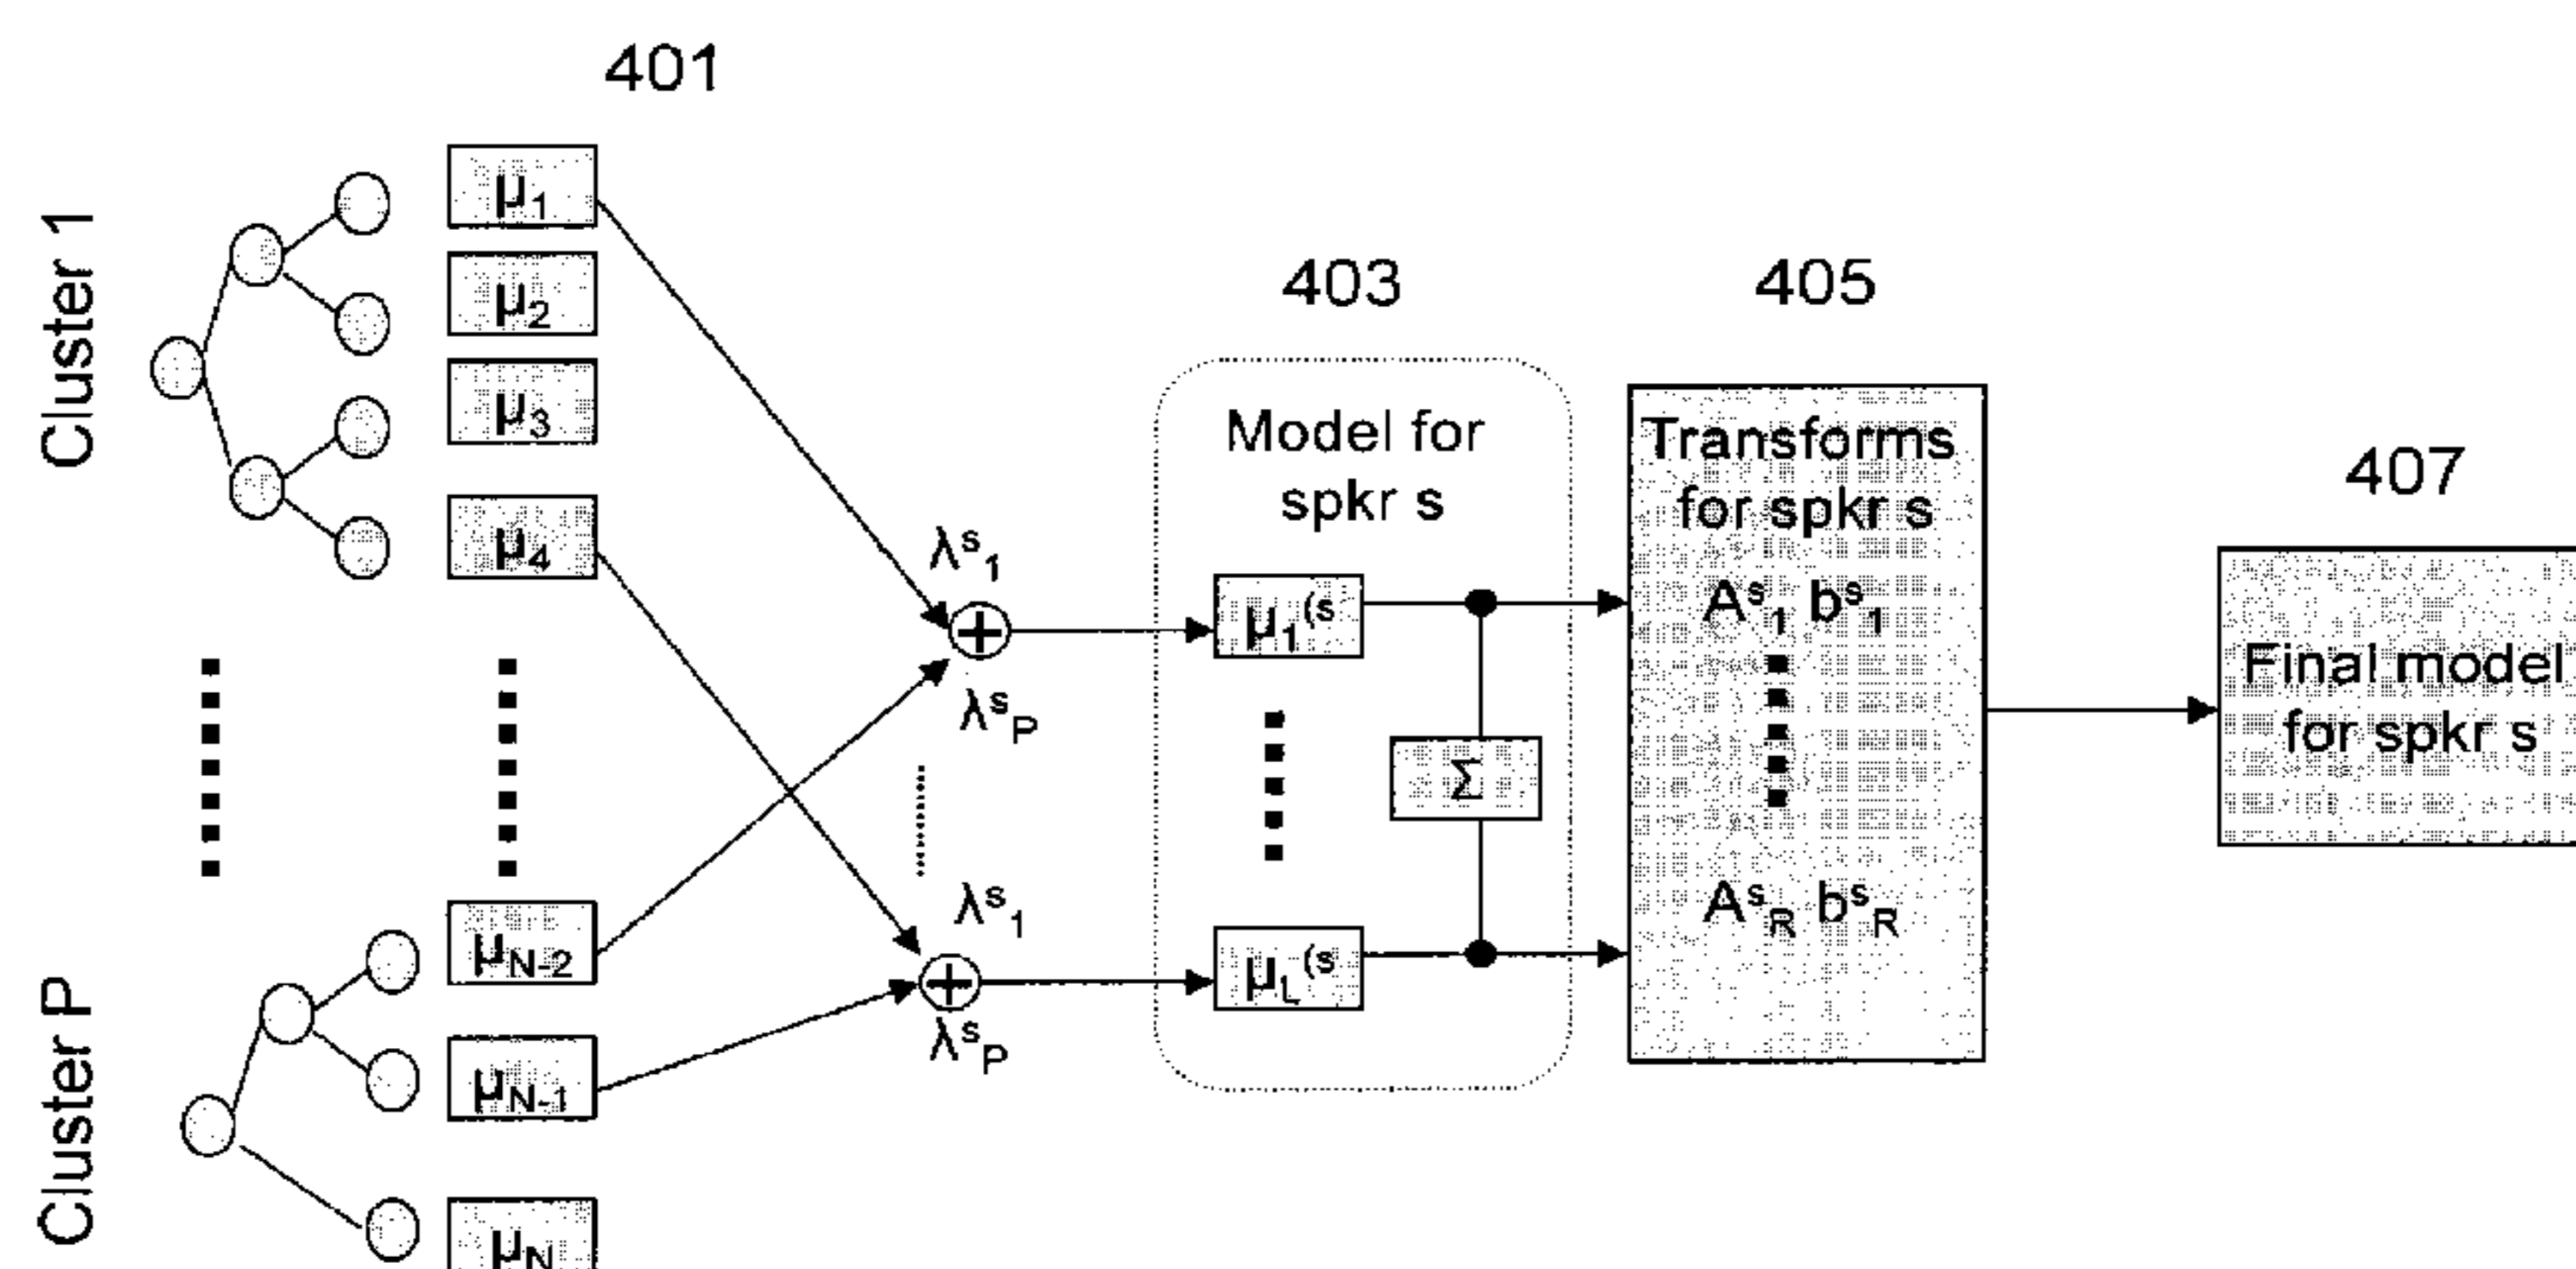 401
Cluster 1
μ1
μ2
μ3
μ4
λs1
λsP
403
Model for
spkr s
μ1(s
Σ
μL(s
405
Transforms
for spkr s
As1 bs1
AsR bsR
407
Final model
for spkr s
λs1
λsP
Cluster P
μN-2
μN-1
μN